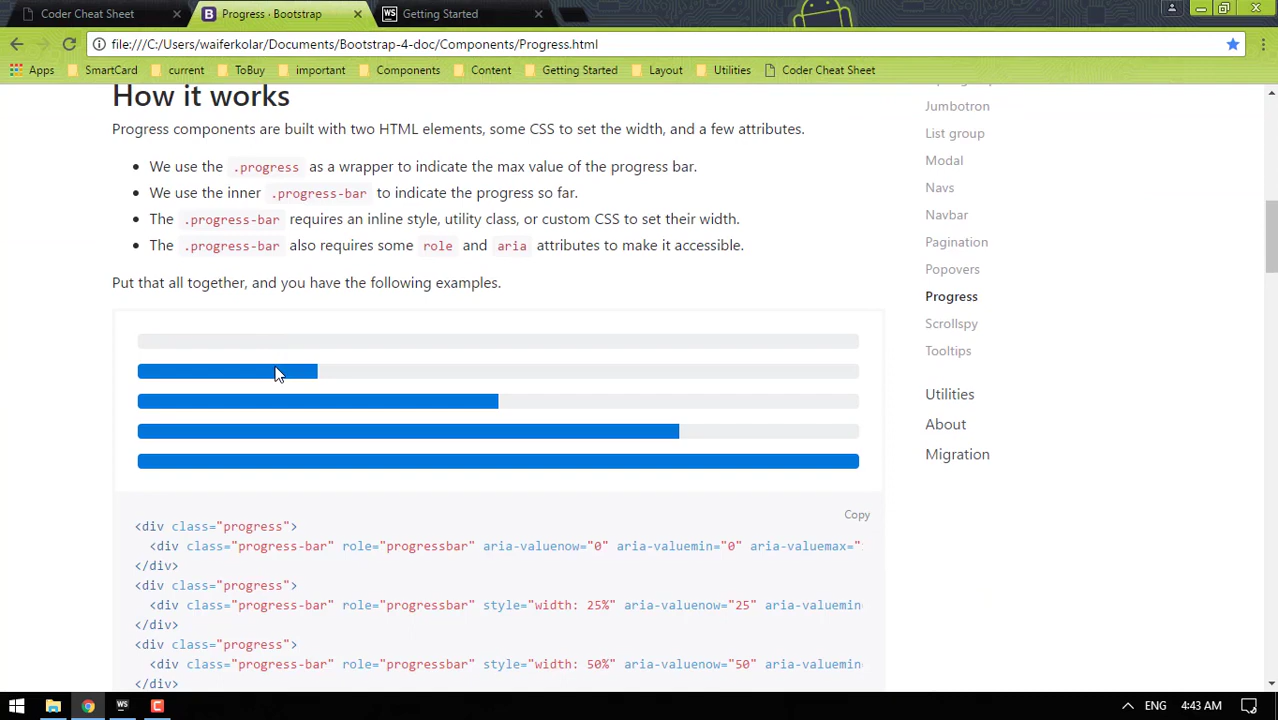 Coder Cheat Sheet
Progress · Bootstrap
WS Getting Started
file:///C:/Users/waiferkolar/Documents/Bootstrap-4-doc/Components/Progress.html
Apps SmartCard current ToBuy important Components Content Getting Started Layout Utilities Coder Cheat Sheet
How it works
Progress components are built with two HTML elements, some CSS to set the width, and a few attributes.
• We use the .progress as a wrapper to indicate the max value of the progress bar.
• We use the inner .progress-bar to indicate the progress so far.
• The .progress-bar requires an inline style, utility class, or custom CSS to set their width.
• The .progress-bar also requires some role and aria attributes to make it accessible.
Put that all together, and you have the following examples.
Copy
<div class="progress">
<div class="progress-bar" role="progressbar" aria-valuenow="0" aria-valuemin="0" aria-valuemax="
</div>
<div class="progress">
<div class="progress-bar" role="progressbar" style="width: 25%" aria-valuenow="25" aria-valuemin
</div>
<div class="progress">
<div class="progress-bar" role="progressbar" style="width: 50%" aria-valuenow="50" aria-valuemin
</div>
Jumbotron
List group
Modal
Navs
Navbar
Pagination
Popovers
Progress
Scrollspy
Tooltips
Utilities
About
Migration
WS
ENG 4:43 AM